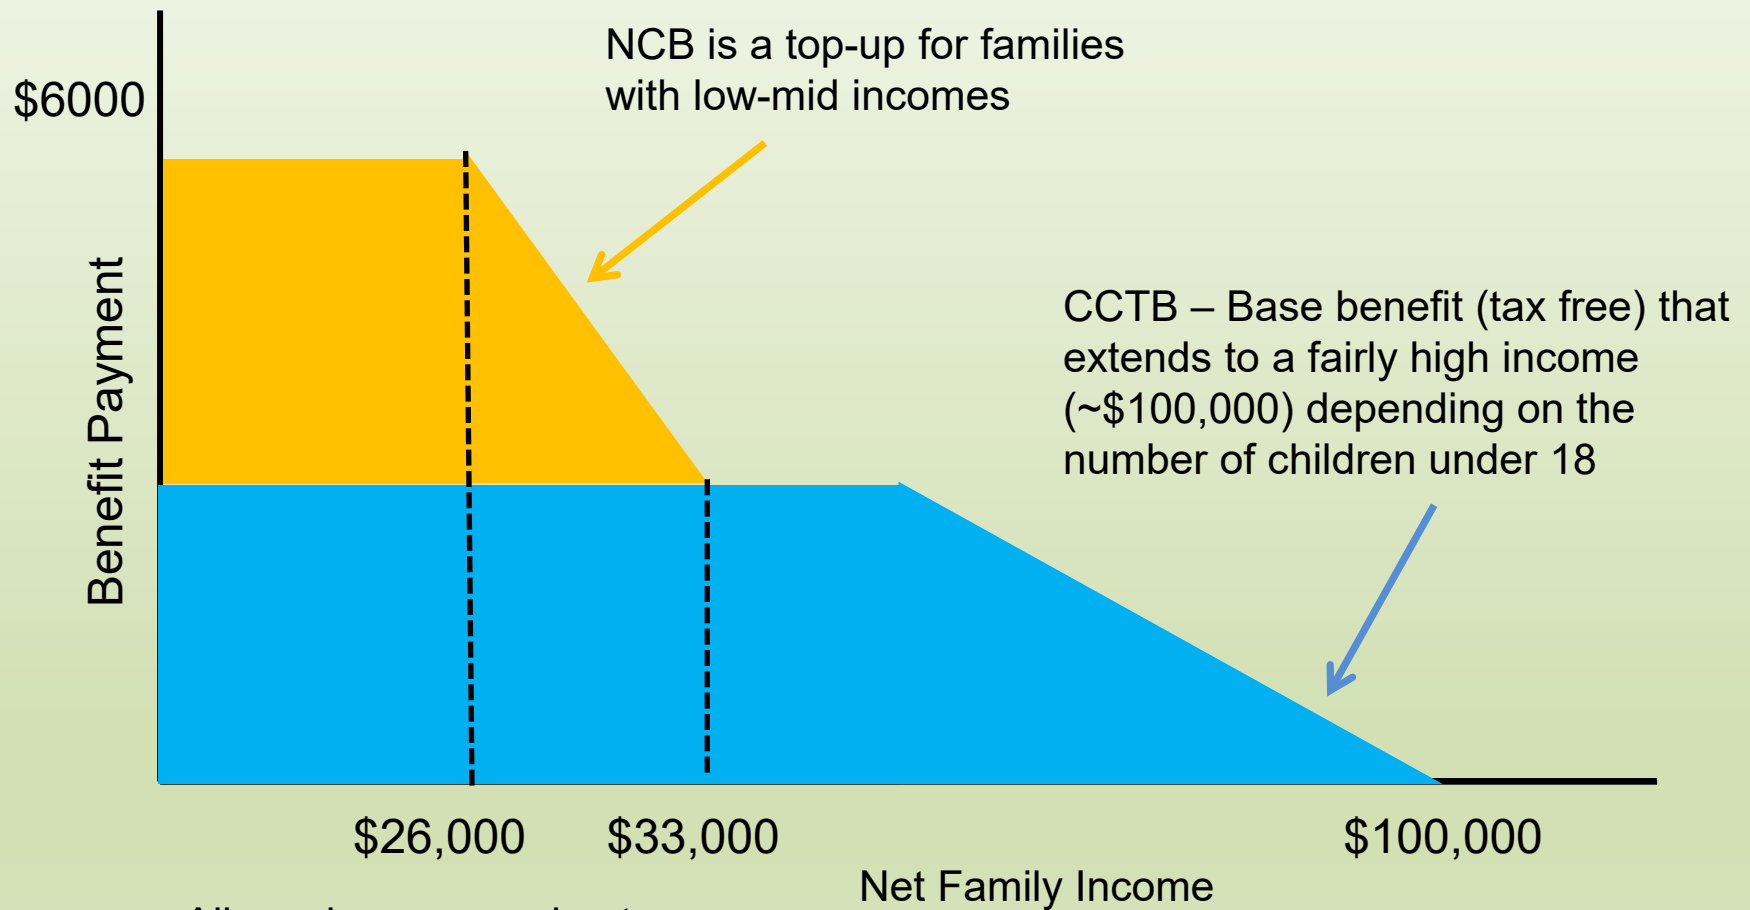 NCB is a top-up for families
with low-mid incomes
$6000
Benefit Payment
CCTB – Base benefit (tax free) that
extends to a fairly high income
(~$100,000) depending on the
number of children under 18
$26,000
$33,000
$100,000
Net Family Income